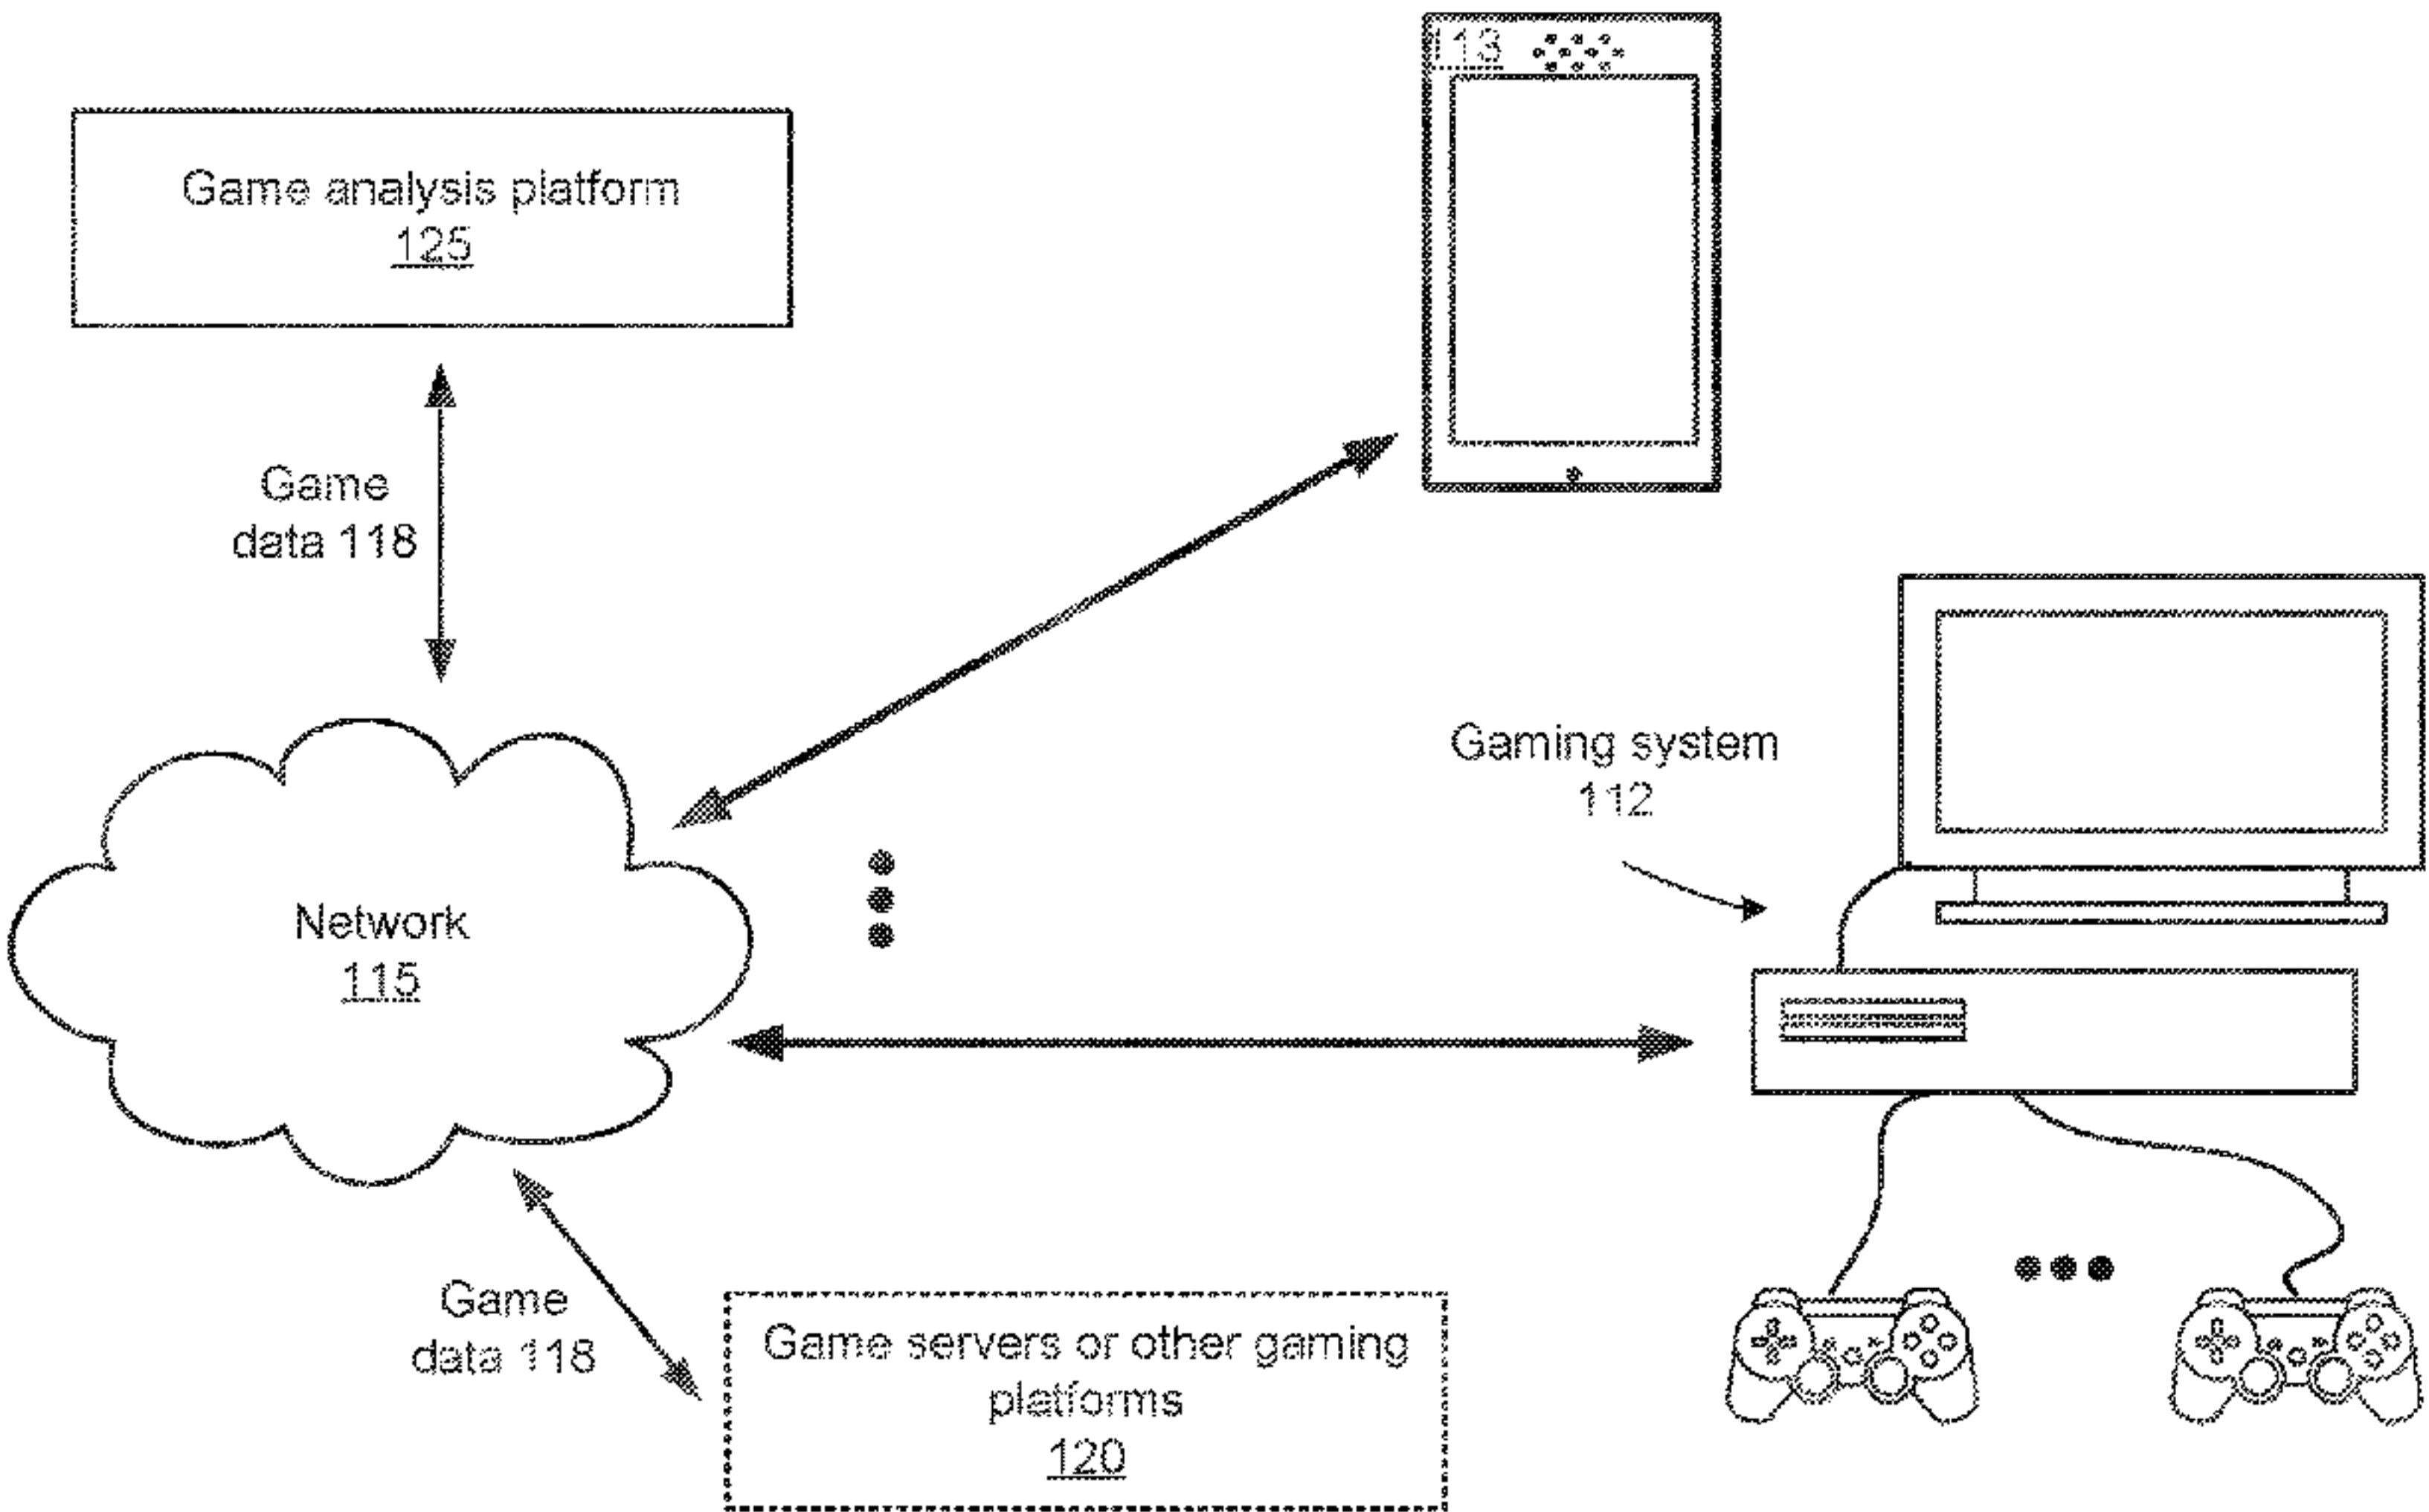 113
Game analysis platform
125
Game
data 118
Gaming system
112
Network
115
Game
data 118
Game servers or other gaming
platforms
120